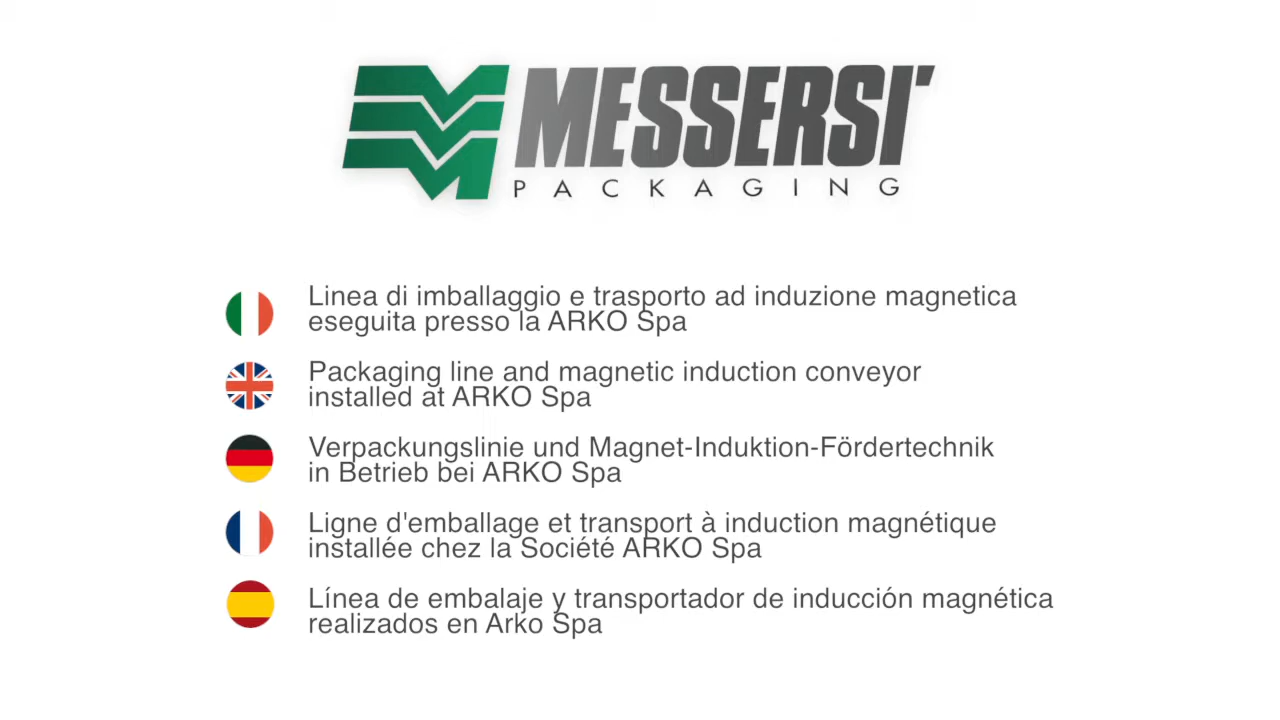 MESSERSI'
PACKAGING
Linea di imballaggio e trasporto ad induzione magnetica
eseguita presso la ARKO Spa
Packaging line and magnetic induction conveyor
installed at ARKO Spa
Verpackungslinie und Magnet-Induktion-Fördertechnik
in Betrieb bei ARKO Spa
Ligne d'emballage et transport à induction magnétique
installée chez la Société ARKO Spa
Línea de embalaje y transportador de inducción magnética
realizados en Arko Spa